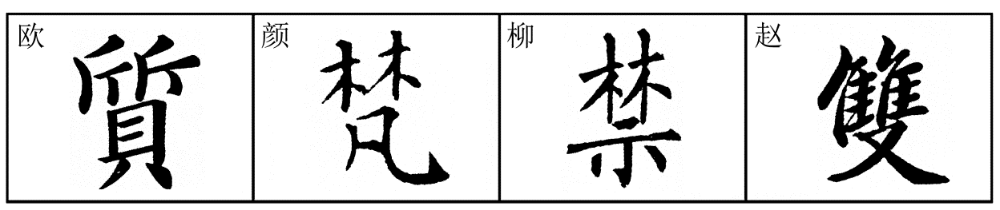 欧 質 颜 梵 柳 禁 赵 雙